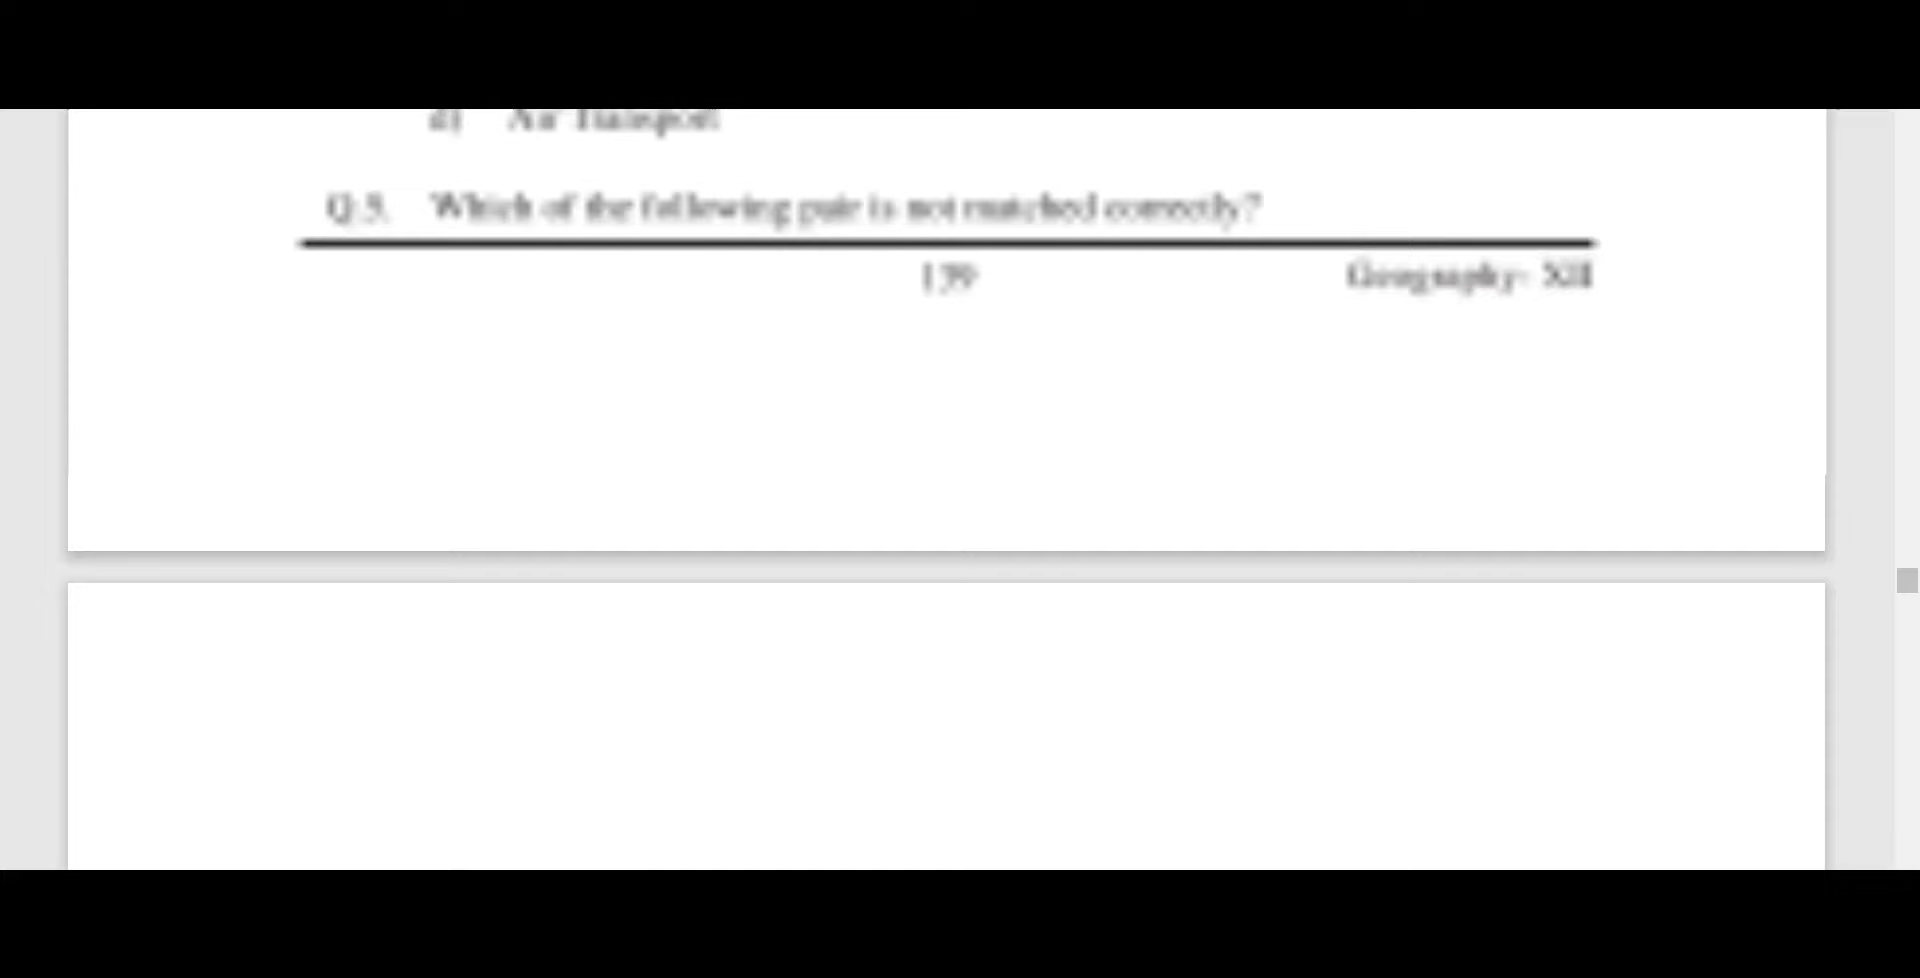 d) Air Transport
Q.5. Which of the following pair is not matched correctly?
139
Geography- XII